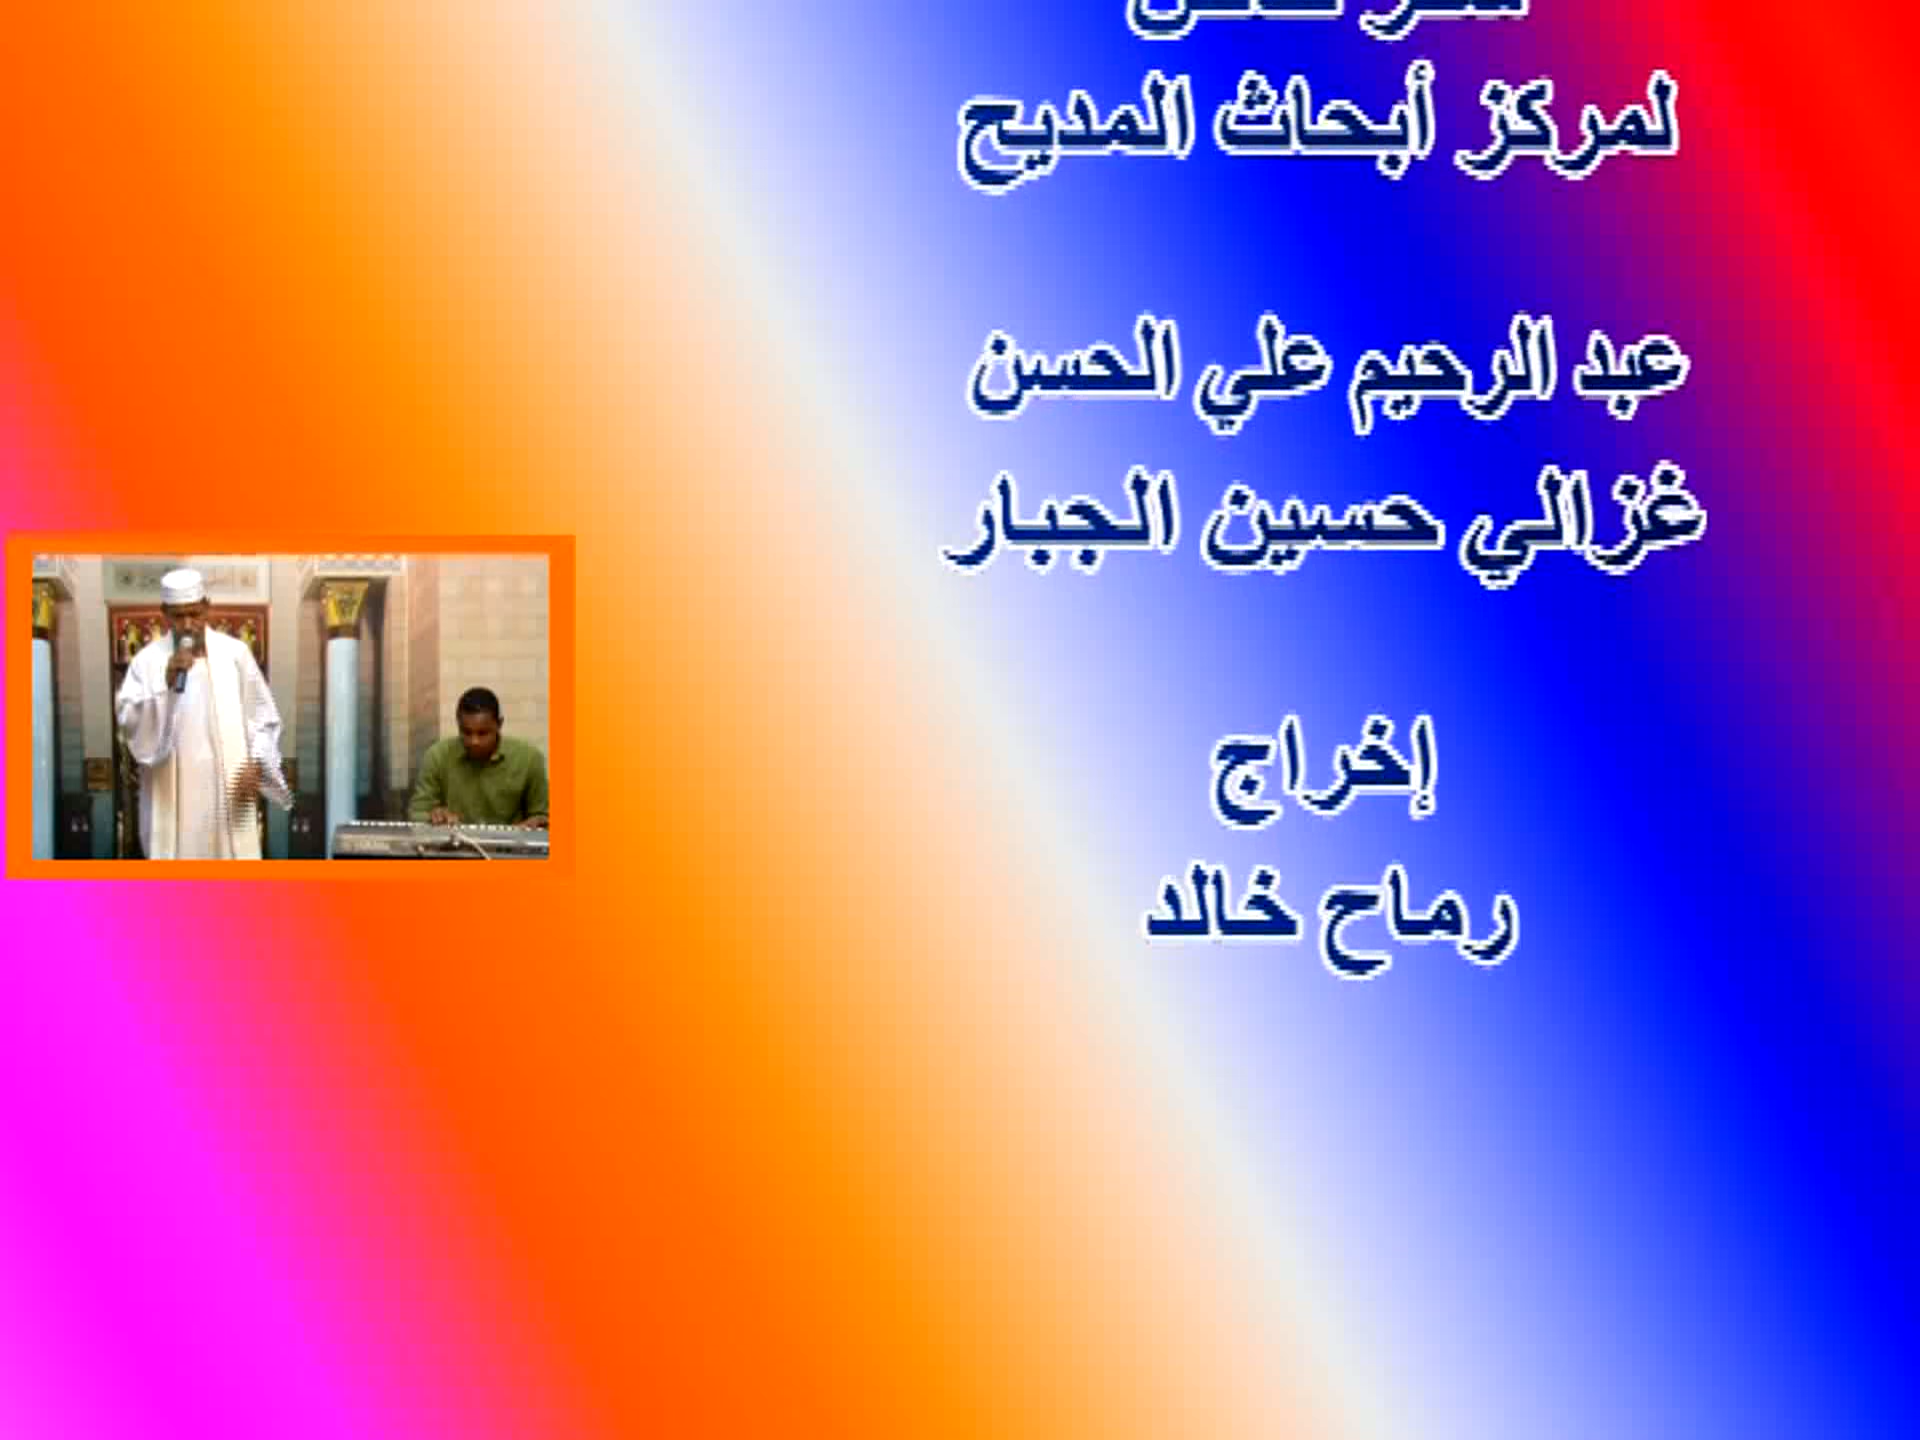 لمركز أبحاث المديح
عبد الرحيم علي الحسن
غزالي حسين الجبار
إخراج
رماح خالد